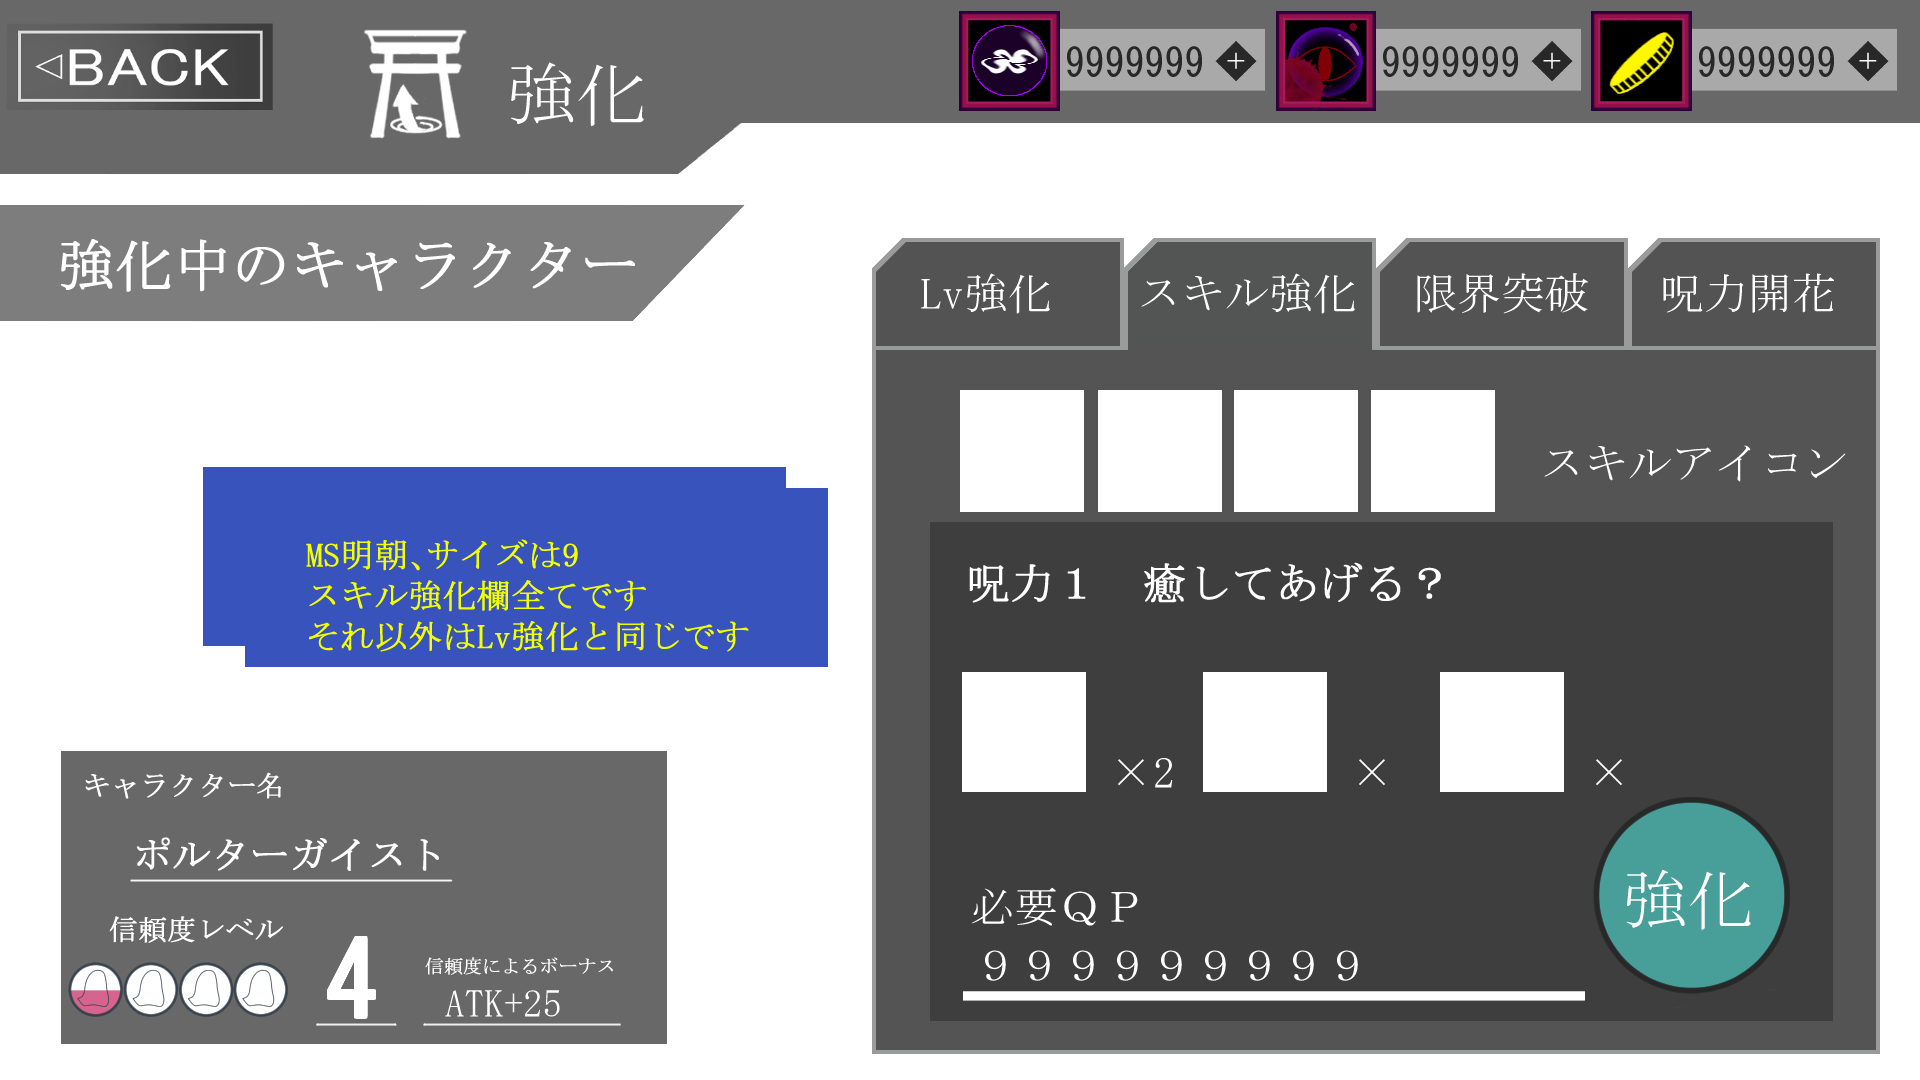 ◁BACK
強化
9999999
9999999
9999999
強化中のキャラクター
Lv強化
スキル強化
限界突破
呪力開花
スキルアイコン
MS明朝、サイズは9
スキル強化欄全てです
それ以外はLv強化と同じです
呪力１　癒してあげる？
×2
×
×
キャラクター名
ポルターガイスト
信頼度レベル
4
信頼度によるボーナス
ATK+25
必要ＱＰ
９９９９９９９９９
強化